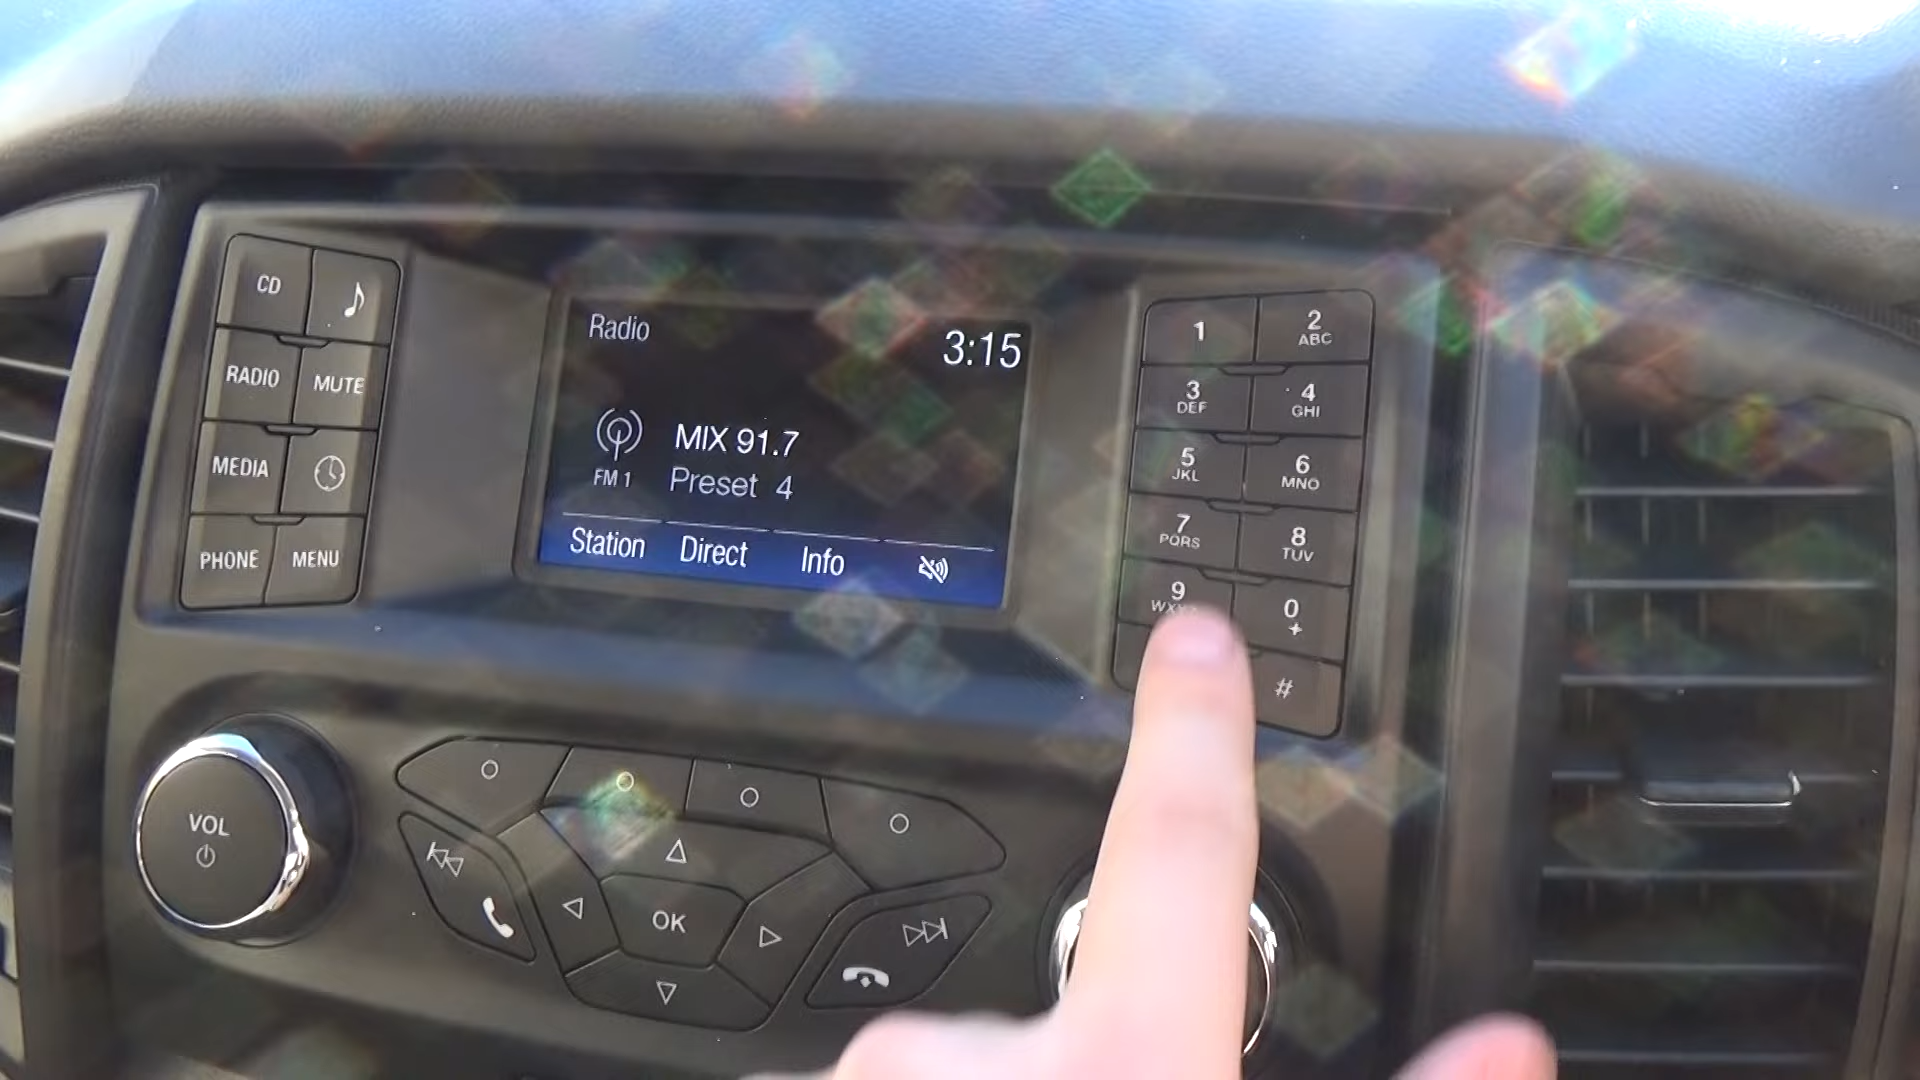 CD
RADIO
MUTE
MEDIA
PHONE
MENU
Radio
3:15
MIX 91.7
FM 1
Preset 4
Station
Direct
Info
1
2
ABC
3
DEF
4
GHI
5
JKL
6
MNO
7
PQRS
8
TUV
9
0
+
#
VOL
OK